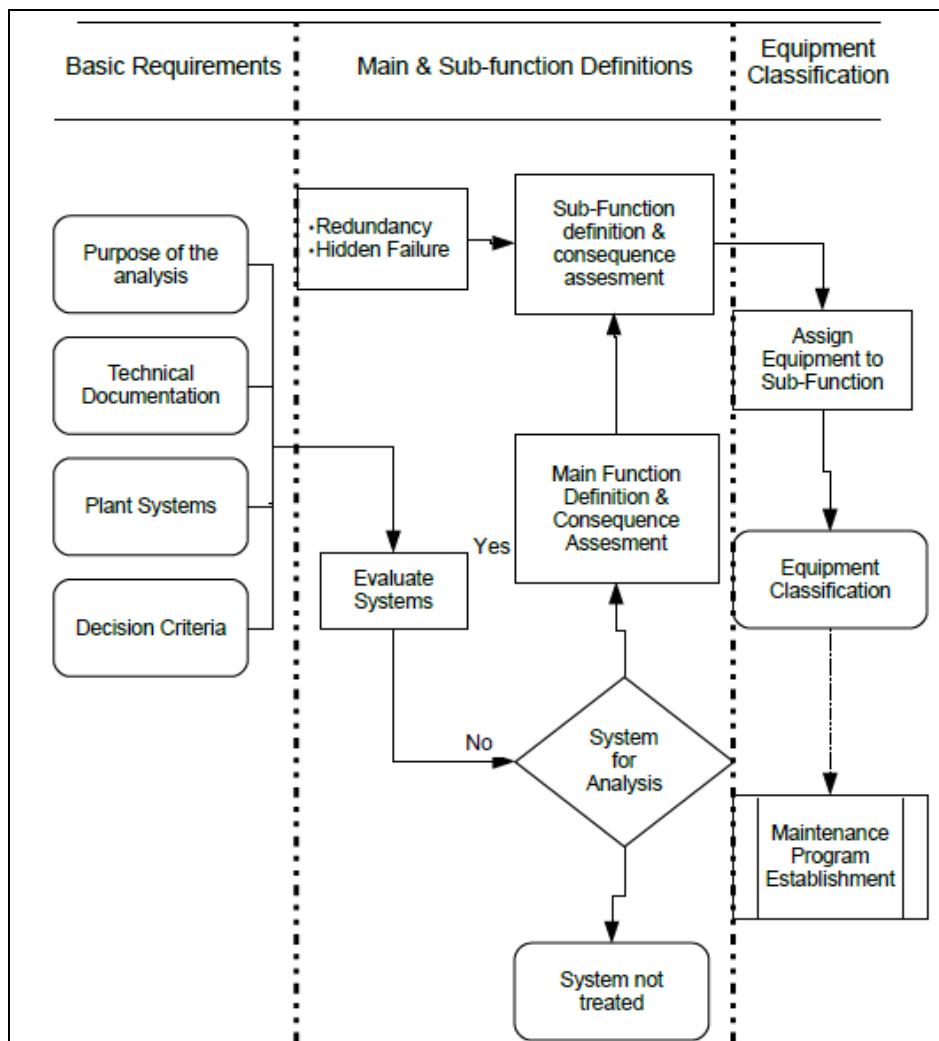 Basic Requirements
Main & Sub-function Definitions
Equipment
Classification
Purpose of the
analysis
Technical
Documentation
Plant Systems
Decision Criteria
•Redundancy
•Hidden Failure
Sub-Function
definition &
consequence
assesment
Main Function
Definition &
Consequence
Assesment
Yes
Evaluate
Systems
No
System
for
Analysis
System not
treated
Assign
Equipment to
Sub-Function
Equipment
Classification
Maintenance
Program
Establishment